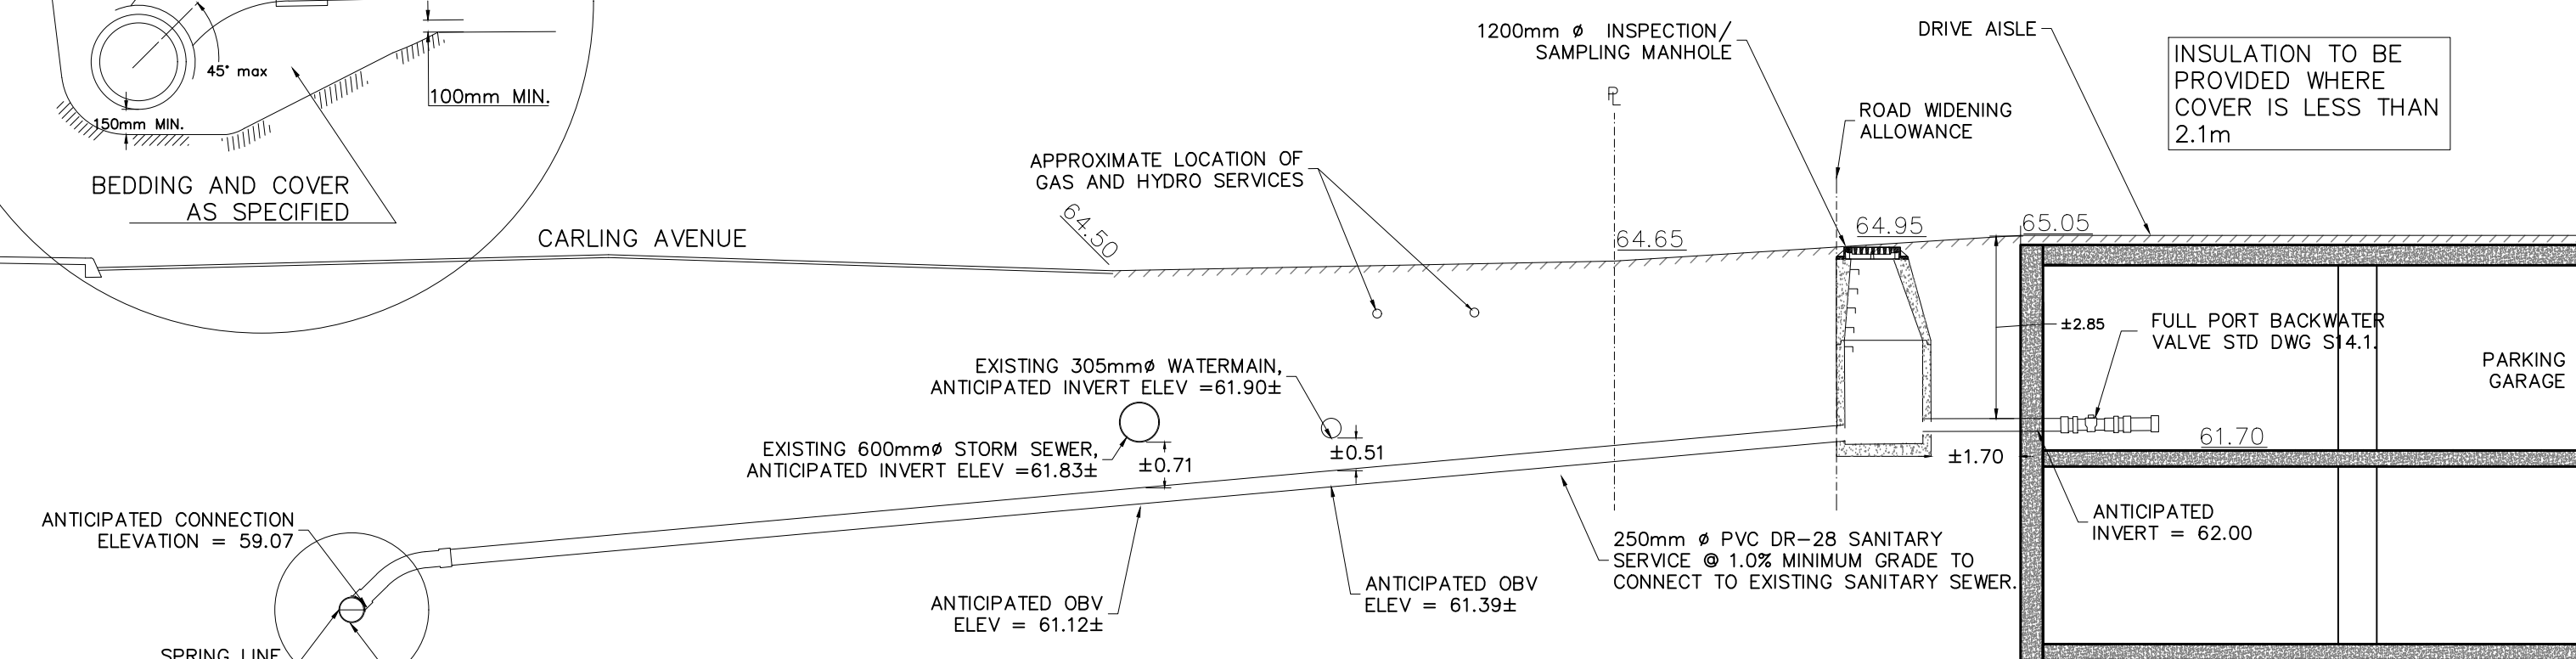 45° max
100mm MIN.
150mm MIN.
BEDDING AND COVER
AS SPECIFIED
CARLING AVENUE
64.50
APPROXIMATE LOCATION OF
GAS AND HYDRO SERVICES
1200mm ø INSPECTION/
SAMPLING MANHOLE
PL
DRIVE AISLE
ROAD WIDENING
ALLOWANCE
INSULATION TO BE
PROVIDED WHERE
COVER IS LESS THAN
2.1m
64.65
64.95
65.05
±2.85
FULL PORT BACKWATER
VALVE STD DWG S14.1.
PARKING
GARAGE
EXISTING 305mmø WATERMAIN,
ANTICIPATED INVERT ELEV =61.90±
EXISTING 600mmø STORM SEWER,
ANTICIPATED INVERT ELEV =61.83±
±0.71
±0.51
61.70
±1.70
ANTICIPATED CONNECTION
ELEVATION = 59.07
ANTICIPATED
INVERT = 62.00
250mm ø PVC DR-28 SANITARY
SERVICE @ 1.0% MINIMUM GRADE TO
CONNECT TO EXISTING SANITARY SEWER.
ANTICIPATED OBV
ELEV = 61.39±
ANTICIPATED OBV
ELEV = 61.12±
SPRING LINE